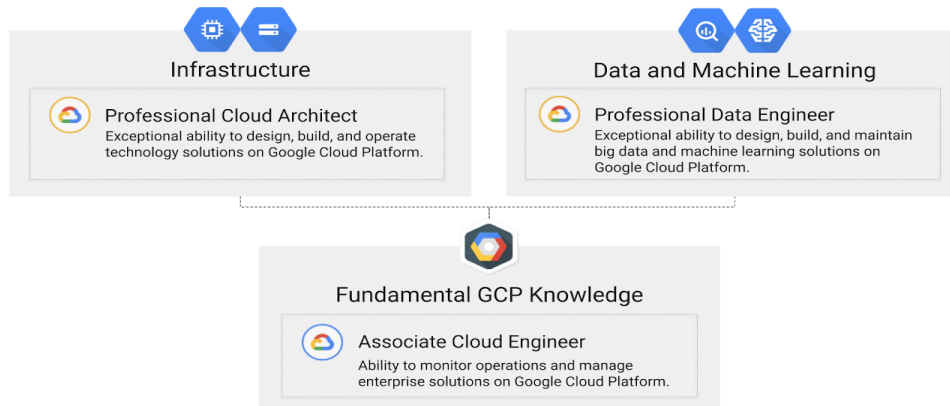 Infrastructure
Professional Cloud Architect
Exceptional ability to design, build, and operate
technology solutions on Google Cloud Platform.
Data and Machine Learning
Professional Data Engineer
Exceptional ability to design, build, and maintain
big data and machine learning solutions on
Google Cloud Platform.
Fundamental GCP Knowledge
Associate Cloud Engineer
Ability to monitor operations and manage
enterprise solutions on Google Cloud Platform.